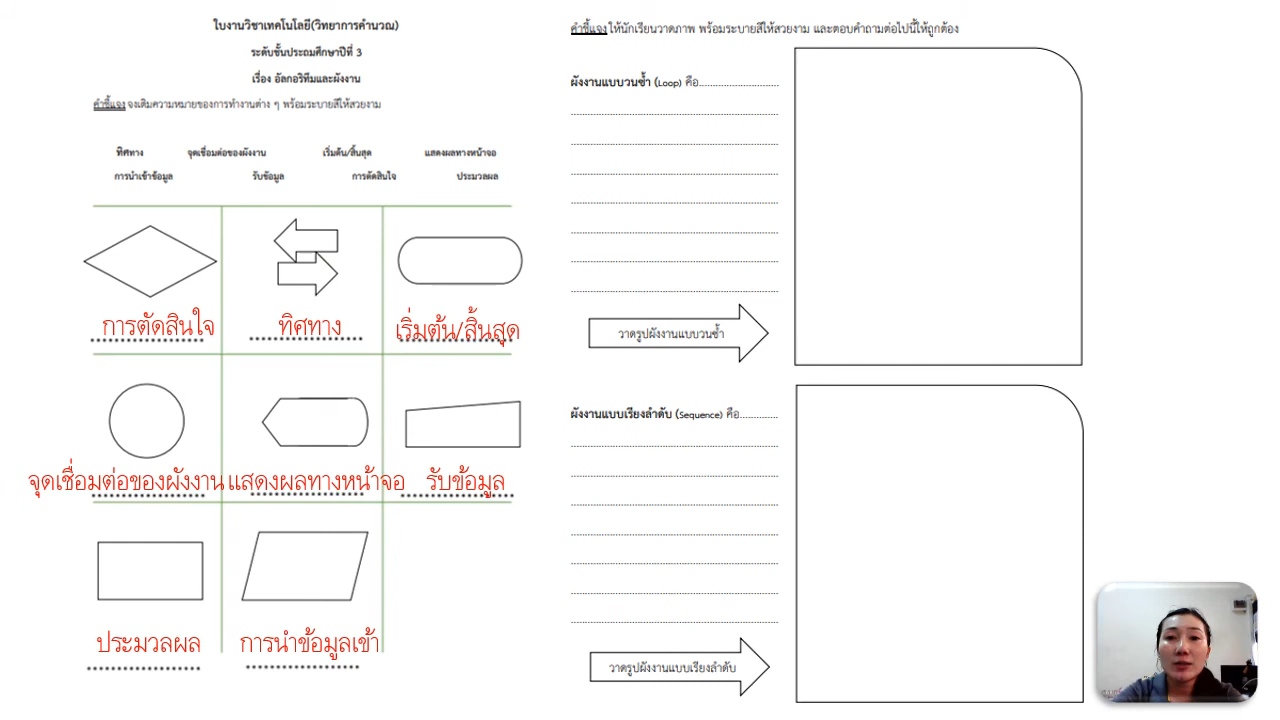 ใบงานวิชาเทคโนโลยี(วิทยาการคำนวณ)
ระดับชั้นประถมศึกษาปีที่ 3
เรื่อง อัลกอริทึมและผังงาน
คำชี้แจง จงเติมความหมายของการทำงานต่าง ๆ พร้อมระบายสีให้สวยงาม
ทิศทาง จุดเชื่อมต่อของผังงาน เริ่มต้น/สิ้นสุด แสดงผลทางหน้าจอ
การนำเข้าข้อมูล รับข้อมูล การตัดสินใจ ประมวลผล
การตัดสินใจ ทิศทาง เริ่มต้น/สิ้นสุด
จุดเชื่อมต่อของผังงาน แสดงผลทางหน้าจอ รับข้อมูล
ประมวลผล การนำข้อมูลเข้า
คำชี้แจง ให้นักเรียนวาดภาพ พร้อมระบายสีให้สวยงาม และตอบคำถามต่อไปนี้ให้ถูกต้อง
ผังงานแบบวนซ้ำ (Loop) คือ
วาดรูปผังงานแบบวนซ้ำ
ผังงานแบบเรียงลำดับ (Sequence) คือ
วาดรูปผังงานแบบเรียงลำดับ